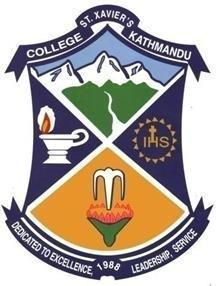 ST. XAVIER'S
COLLEGE KATHMANDU
IHS
DEDICATED TO EXCELLENCE, LEADERSHIP, SERVICE
1988